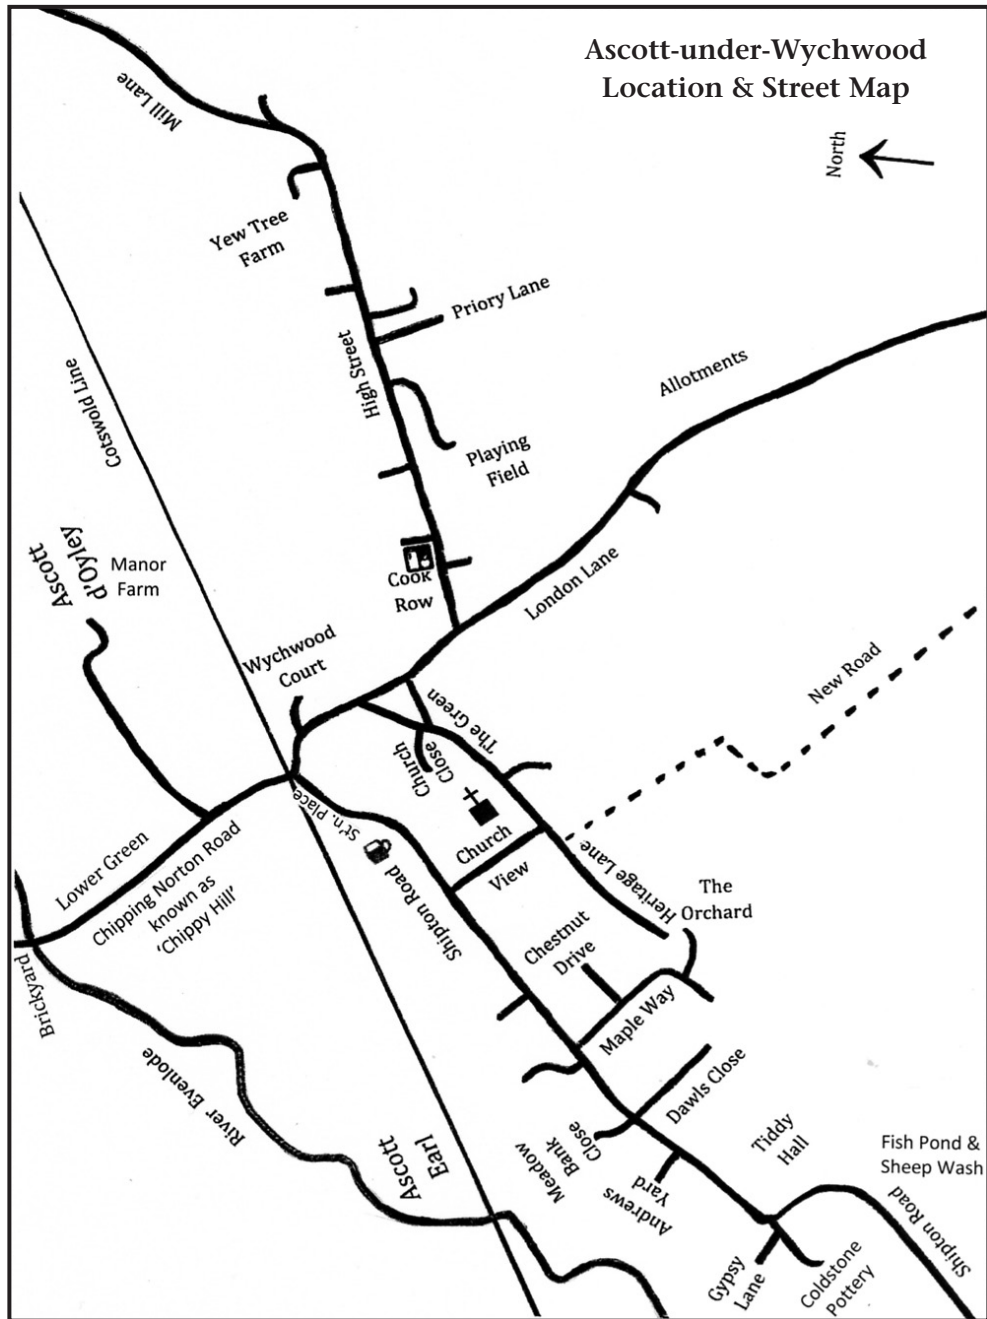 Ascott-under-Wychwood
Location & Street Map
North
Mill Lane
Yew Tree
Farm
Priory Lane
High Street
Cotswold Line
Allotments
Playing
Field
Ascott
d'Oyley
Manor
Farm
Cook
Row
London Lane
Wychwood
Court
New Road
The Green
Church
Close
St'n. Place
Lower Green
Chipping Norton Road
known as
'Chippy Hill'
Church
View
Shipton Road
Heritage Lane
The
Orchard
Chestnut
Drive
Brickyard
Maple Way
River Evenlode
Dawls Close
Ascott
Earl
Meadow
Bank
Close
Tiddy
Hall
Fish Pond &
Sheep Wash
Andrews
Yard
Shipton Road
Gypsy
Lane
Coldstone
Pottery